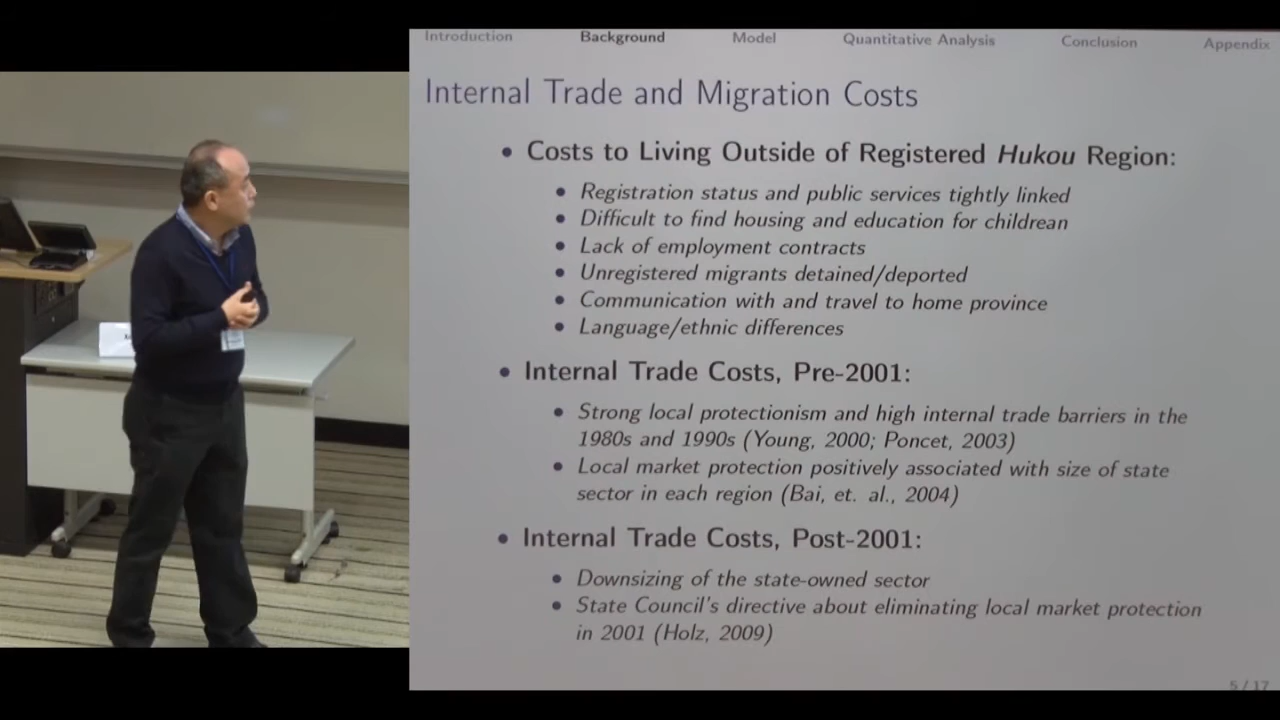 Introduction Background Model Quantitative Analysis Conclusion Appendix
Internal Trade and Migration Costs
• Costs to Living Outside of Registered Hukou Region:
• Registration status and public services tightly linked
• Difficult to find housing and education for childrean
• Lack of employment contracts
• Unregistered migrants detained/deported
• Communication with and travel to home province
• Language/ethnic differences
• Internal Trade Costs, Pre-2001:
• Strong local protectionism and high internal trade barriers in the
1980s and 1990s (Young, 2000; Poncet, 2003)
• Local market protection positively associated with size of state
sector in each region (Bai, et. al., 2004)
• Internal Trade Costs, Post-2001:
• Downsizing of the state-owned sector
• State Council's directive about eliminating local market protection
in 2001 (Holz, 2009)
5 / 17